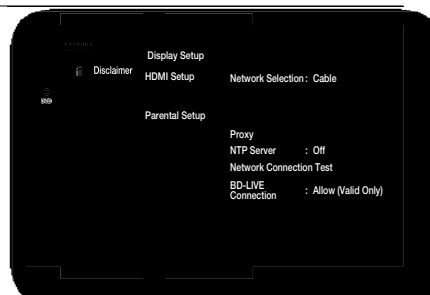 Display Setup
Disclaimer
HDMI Setup
Network Selection : Cable
Parental Setup
Proxy
NTP Server : Off
Network Connection Test
BD-LIVE
Connection : Allow (Valid Only)